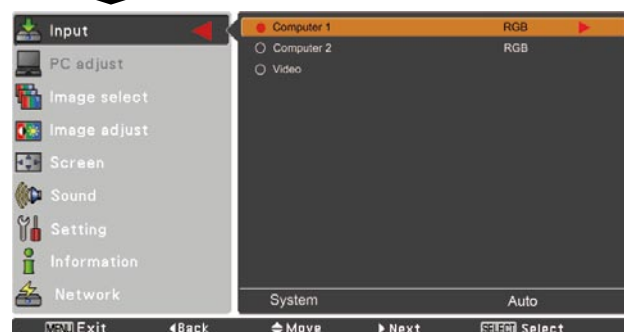 Input
PC adjust
Image select
Image adjust
Screen
Sound
Setting
Information
Network
Computer 1 RGB
Computer 2 RGB
Video
System Auto
MENU Exit Back Move Next SELECT Select